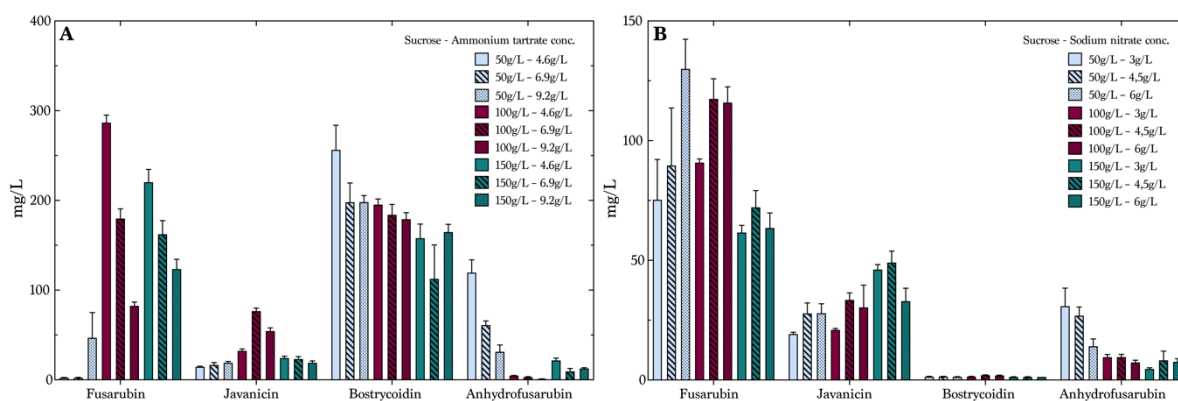 400
300
200
100
0
mg/L
A
Sucrose - Ammonium tartrate conc.
50g/L – 4.6g/L
50g/L – 6.9g/L
50g/L – 9.2g/L
100g/L – 4.6g/L
100g/L – 6.9g/L
100g/L – 9.2g/L
150g/L – 4.6g/L
150g/L – 6.9g/L
150g/L – 9.2g/L
Fusarubin
Javanicin
Bostrycoidin
Anhydrofusarubin
150
100
50
0
mg/L
B
Sucrose - Sodium nitrate conc.
50g/L – 3g/L
50g/L – 4,5g/L
50g/L – 6g/L
100g/L – 3g/L
100g/L – 4,5g/L
100g/L – 6g/L
150g/L – 3g/L
150g/L – 4,5g/L
150g/L – 6g/L
Fusarubin
Javanicin
Bostrycoidin
Anhydrofusarubin